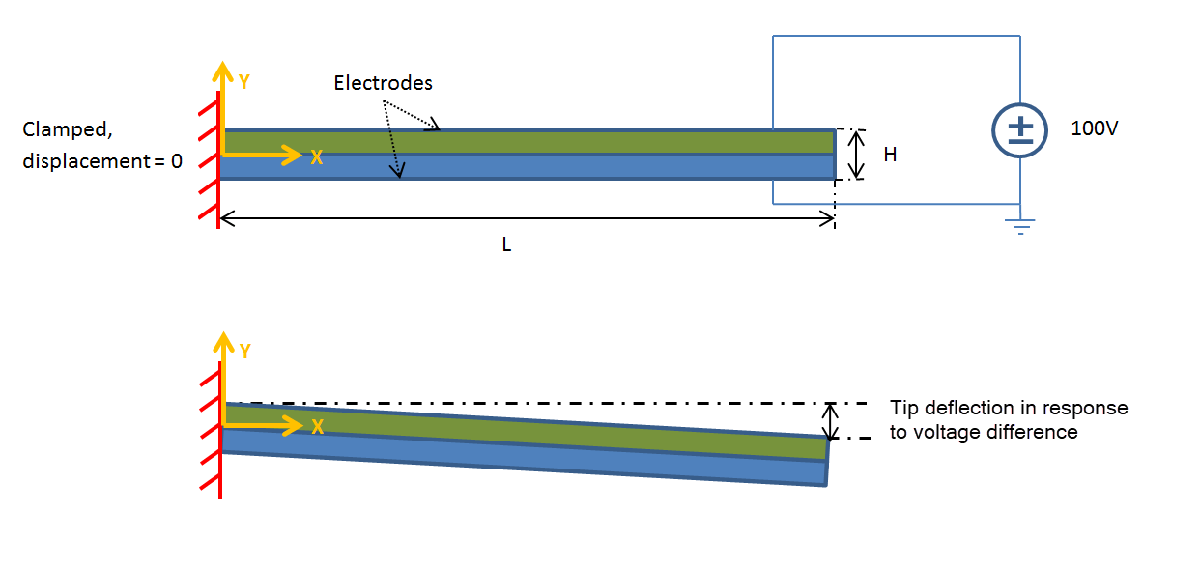 Y
Electrodes
Clamped,
displacement = 0
X
H
100V
L
Y
X
Tip deflection in response
to voltage difference